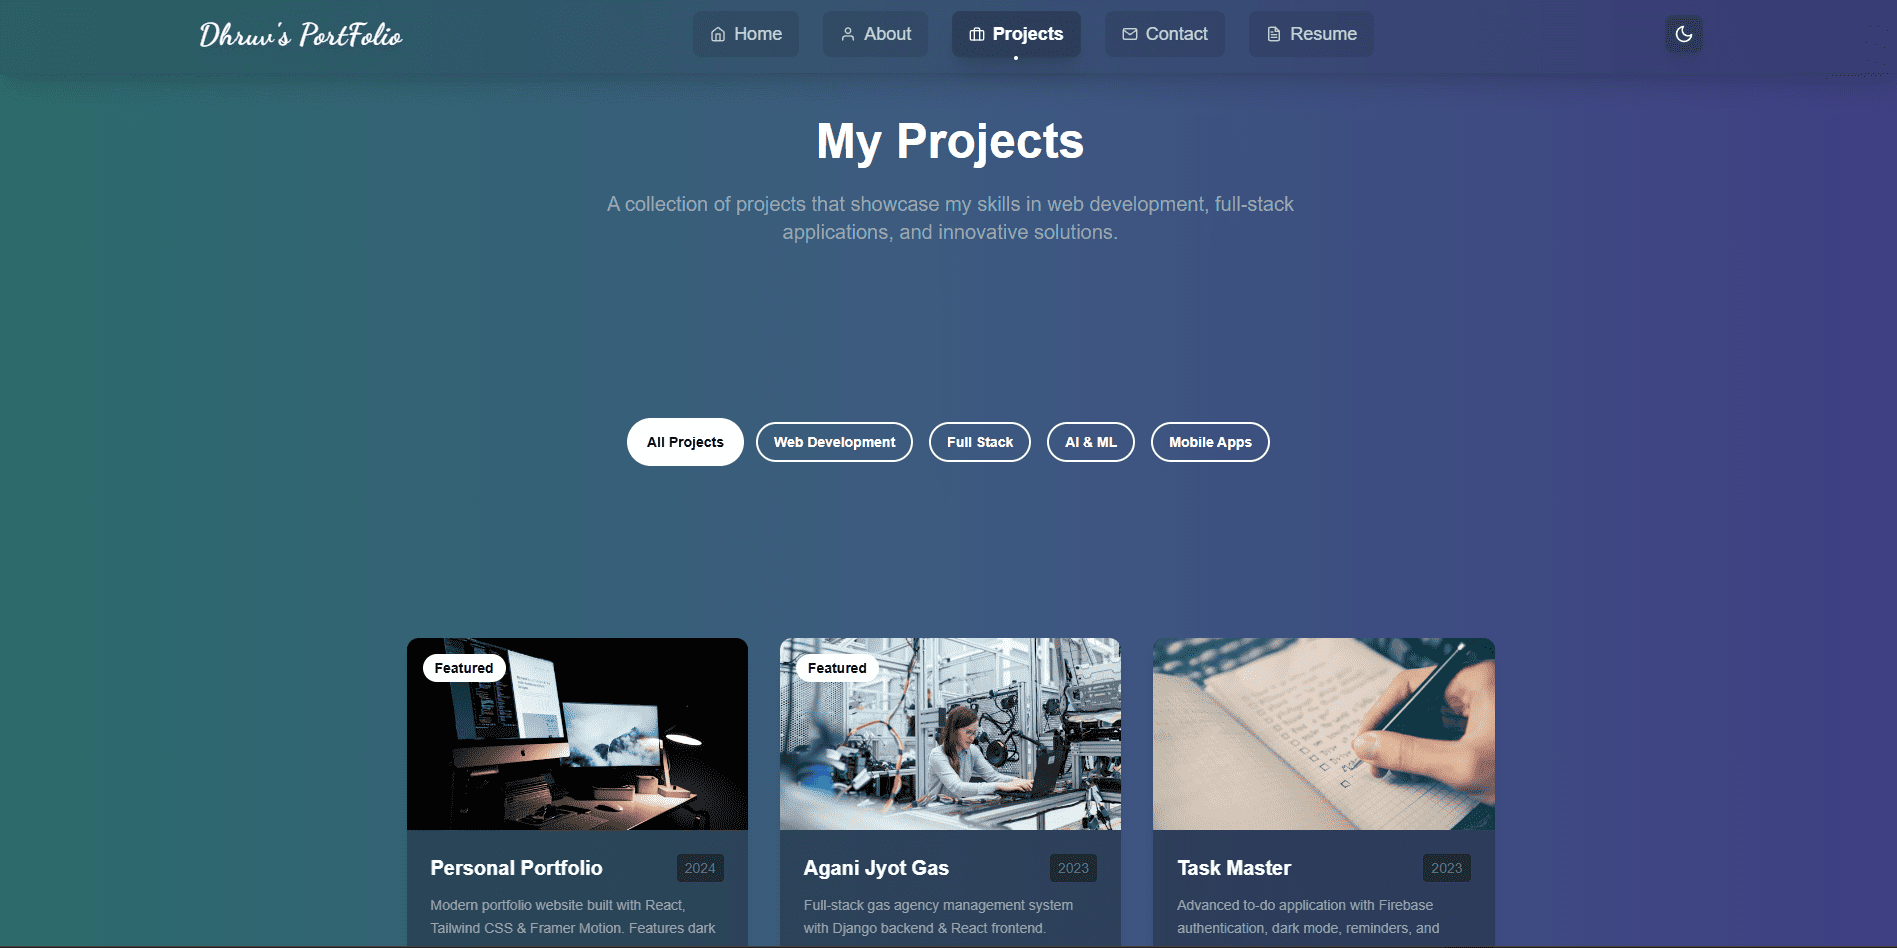 Dhruv's PortFolio
Home
About
Projects
Contact
Resume
My Projects
A collection of projects that showcase my skills in web development, full-stack
applications, and innovative solutions.
All Projects
Web Development
Full Stack
AI & ML
Mobile Apps
Featured
Featured
Personal Portfolio
2024
Modern portfolio website built with React,
Tailwind CSS & Framer Motion. Features dark
Agani Jyot Gas
2023
Full-stack gas agency management system
with Django backend & React frontend.
Task Master
2023
Advanced to-do application with Firebase
authentication, dark mode, reminders, and